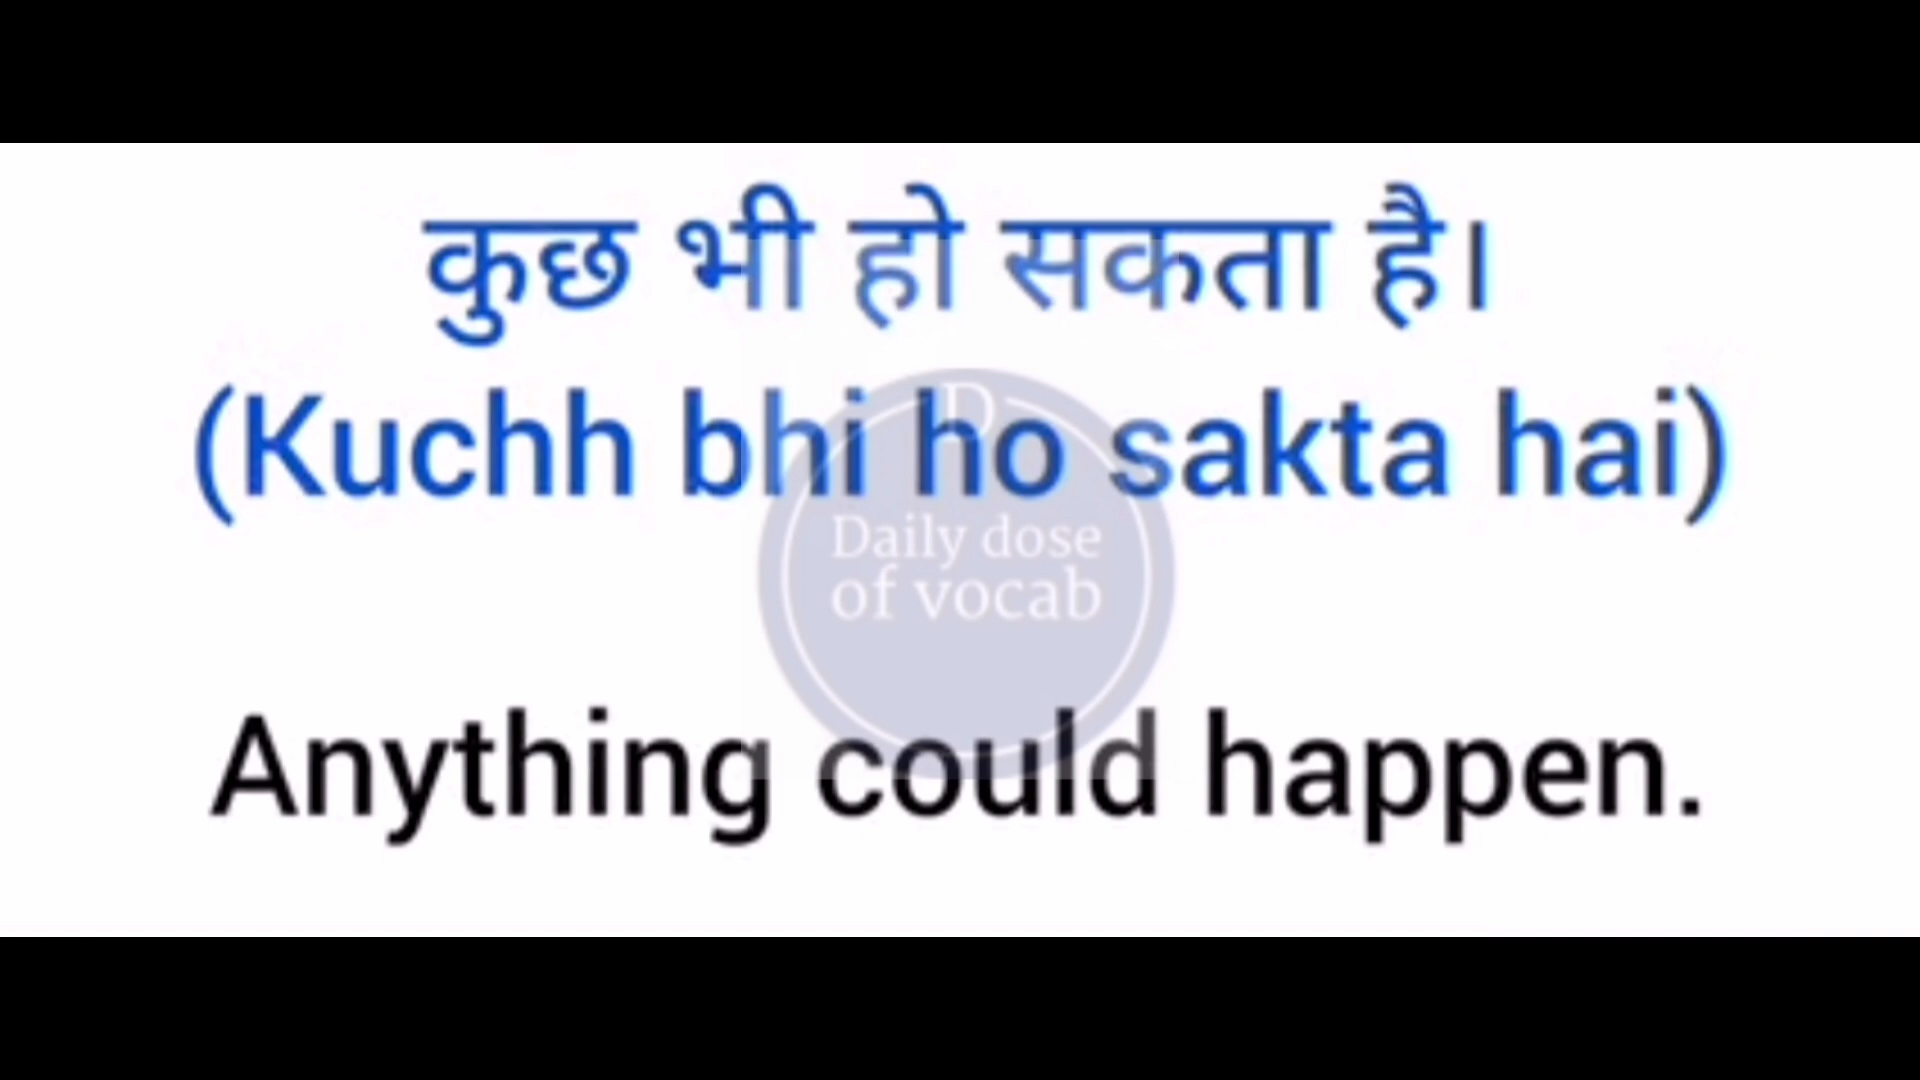 कुछ भी हो सकता है।
(Kuchh bhi ho sakta hai)
D
Daily dose
of vocab
Anything could happen.